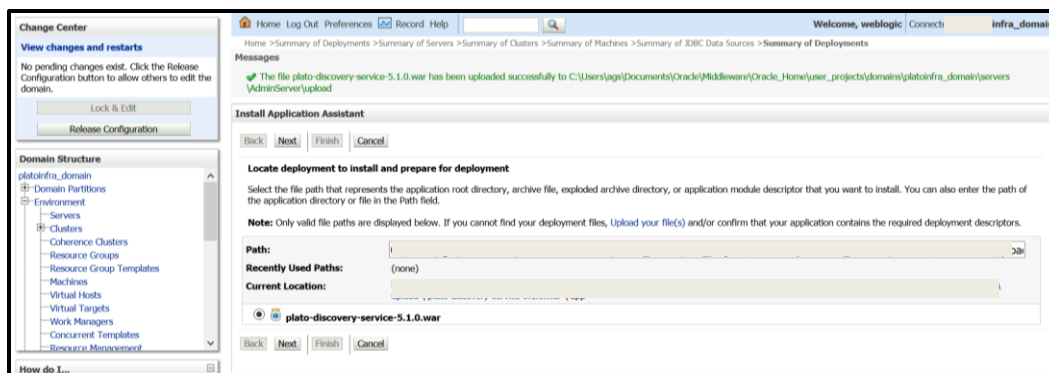 Change Center
View changes and restarts
No pending changes exist. Click the Release
Configuration button to allow others to edit the
domain.
Lock & Edit
Release Configuration
Domain Structure
platoinfra_domain
Domain Partitions
Environment
Servers
Clusters
Coherence Clusters
Resource Groups
Resource Group Templates
Machines
Virtual Hosts
Virtual Targets
Work Managers
Concurrent Templates
Resource Management
How do I...
Home Log Out Preferences Record Help
Welcome, weblogic Connecte infra_domain
Home >Summary of Deployments >Summary of Servers >Summary of Clusters >Summary of Machines >Summary of JDBC Data Sources >Summary of Deployments
Messages
The file plato-discovery-service-5.1.0.war has been uploaded successfully to C:\Users\ags\Documents\Oracle\Middleware\Oracle_Home\user_projects\domains\platoinfra_domain\servers
\AdminServer\upload
Install Application Assistant
Back Next Finish Cancel
Locate deployment to install and prepare for deployment
Select the file path that represents the application root directory, archive file, exploded archive directory, or application module descriptor that you want to install. You can also enter the path of
the application directory or file in the Path field.
Note: Only valid file paths are displayed below. If you cannot find your deployment files, Upload your file(s) and/or confirm that your application contains the required deployment descriptors.
Path:
Recently Used Paths: (none)
Current Location:
plato-discovery-service-5.1.0.war
Back Next Finish Cancel